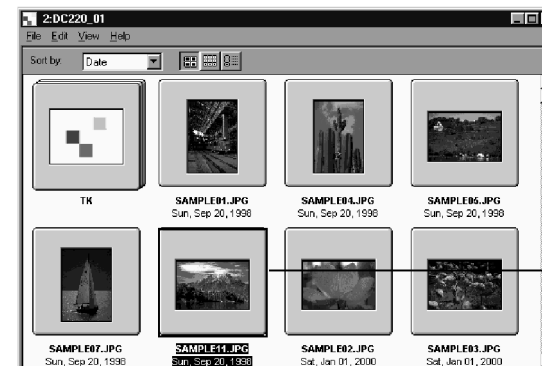 2:DC220_01
File Edit View Help
Sort by: Date
TK
SAMPLE01.JPG
Sun, Sep 20, 1998
SAMPLE04.JPG
Sun, Sep 20, 1998
SAMPLE06.JPG
Sun, Sep 20, 1998
SAMPLE07.JPG
Sun, Sep 20, 1998
SAMPLE11.JPG
Sun, Sep 20, 1998
SAMPLE02.JPG
Sat, Jan 01, 2000
SAMPLE03.JPG
Sat, Jan 01, 2000